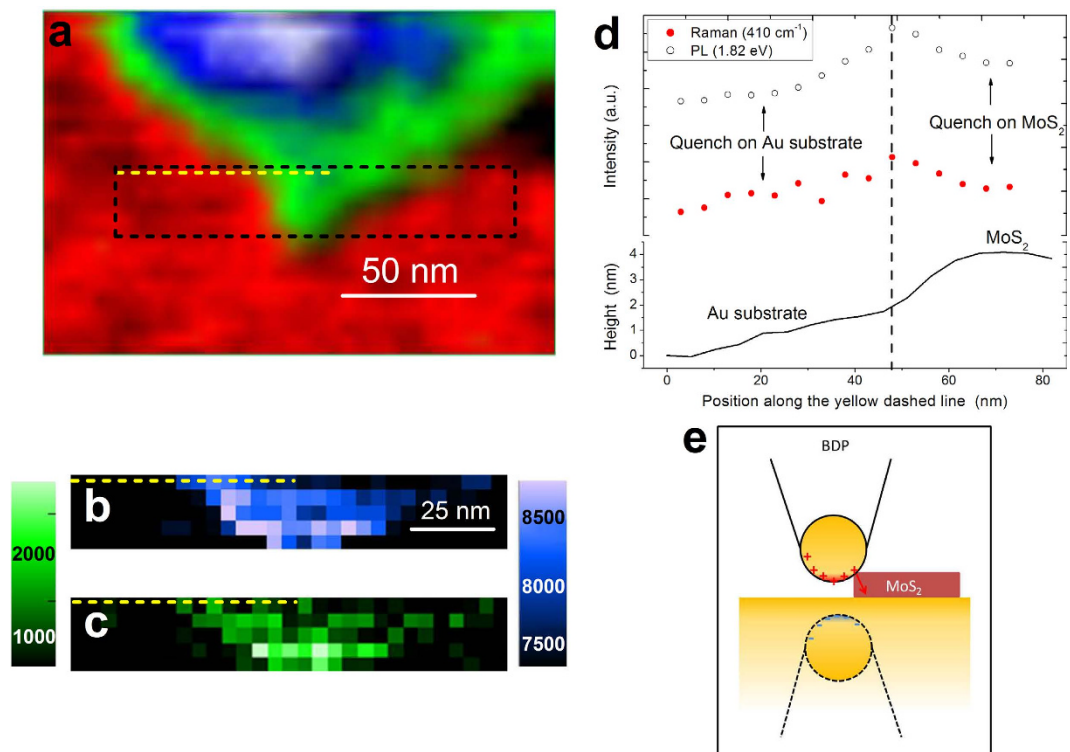 a
50 nm
b
25 nm
c
2000
1000
8500
8000
7500
d
Raman (410 cm⁻¹)
PL (1.82 eV)
Intensity (a.u.)
Quench on Au substrate
Quench on MoS₂
MoS₂
Au substrate
Height (nm)
4
3
2
1
0
0 20 40 60 80
Position along the yellow dashed line (nm)
e
BDP
+ + + + + +
MoS₂
- - - -